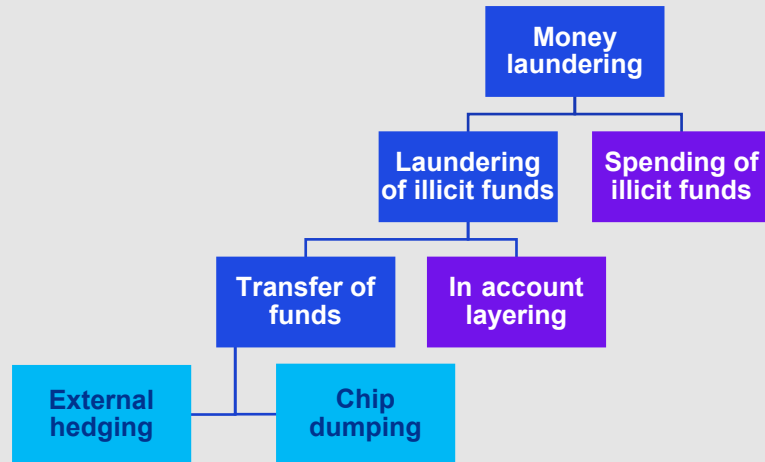 Money
laundering
Laundering
of illicit funds
Spending of
illicit funds
Transfer of
funds
In account
layering
External
hedging
Chip
dumping